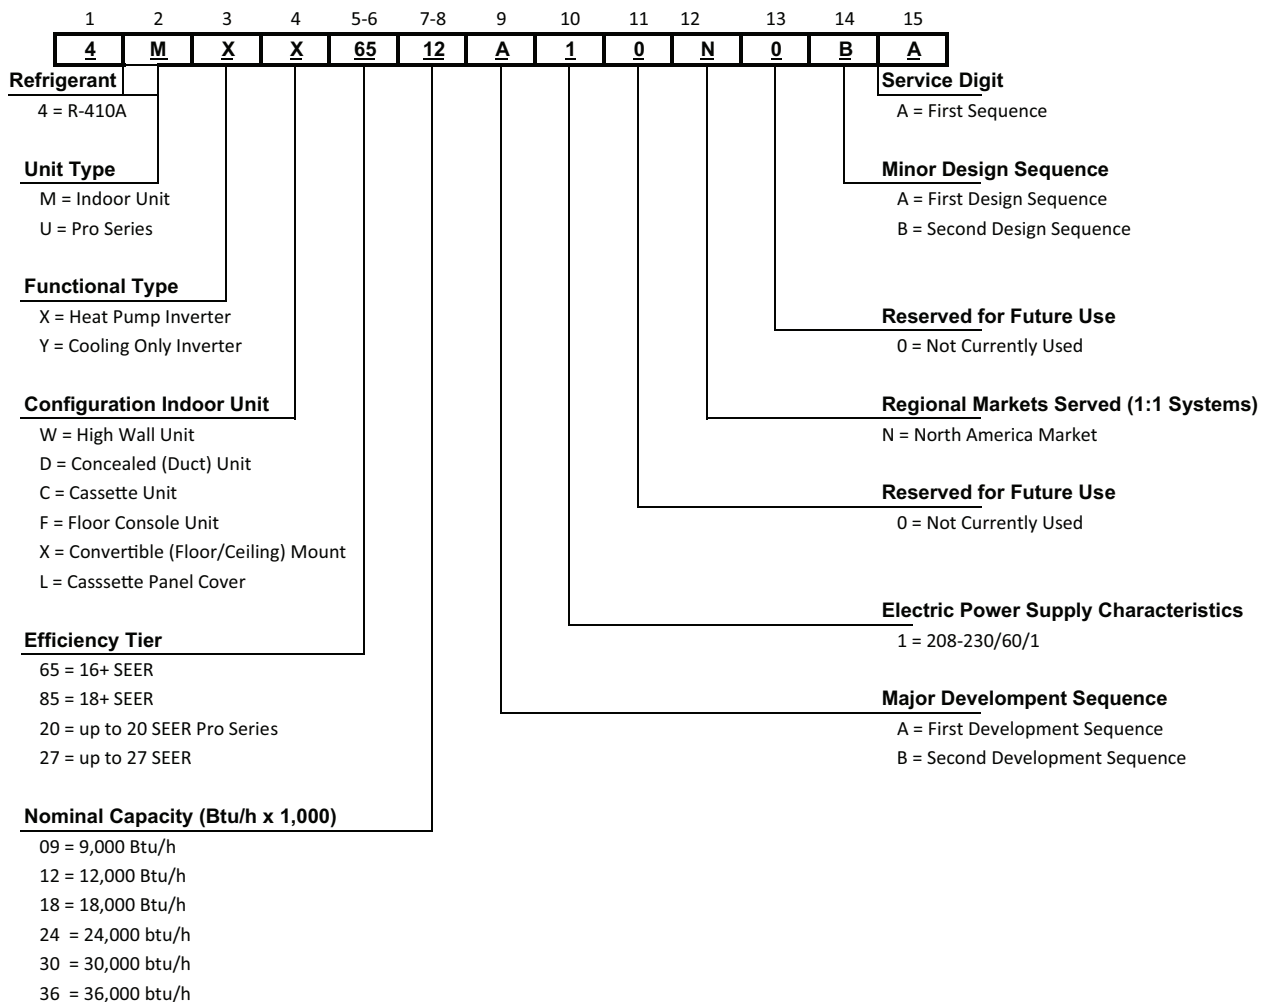 1 2 3 4 5-6 7-8 9 10 11 12 13 14 15
4 M X X 65 12 A 1 0 N 0 B A
Refrigerant
4 = R-410A
Unit Type
M = Indoor Unit
U = Pro Series
Functional Type
X = Heat Pump Inverter
Y = Cooling Only Inverter
Configuration Indoor Unit
W = High Wall Unit
D = Concealed (Duct) Unit
C = Cassette Unit
F = Floor Console Unit
X = Convertible (Floor/Ceiling) Mount
L = Casssette Panel Cover
Efficiency Tier
65 = 16+ SEER
85 = 18+ SEER
20 = up to 20 SEER Pro Series
27 = up to 27 SEER
Nominal Capacity (Btu/h x 1,000)
09 = 9,000 Btu/h
12 = 12,000 Btu/h
18 = 18,000 Btu/h
24 = 24,000 btu/h
30 = 30,000 btu/h
36 = 36,000 btu/h
Service Digit
A = First Sequence
Minor Design Sequence
A = First Design Sequence
B = Second Design Sequence
Reserved for Future Use
0 = Not Currently Used
Regional Markets Served (1:1 Systems)
N = North America Market
Reserved for Future Use
0 = Not Currently Used
Electric Power Supply Characteristics
1 = 208-230/60/1
Major Develompent Sequence
A = First Development Sequence
B = Second Development Sequence